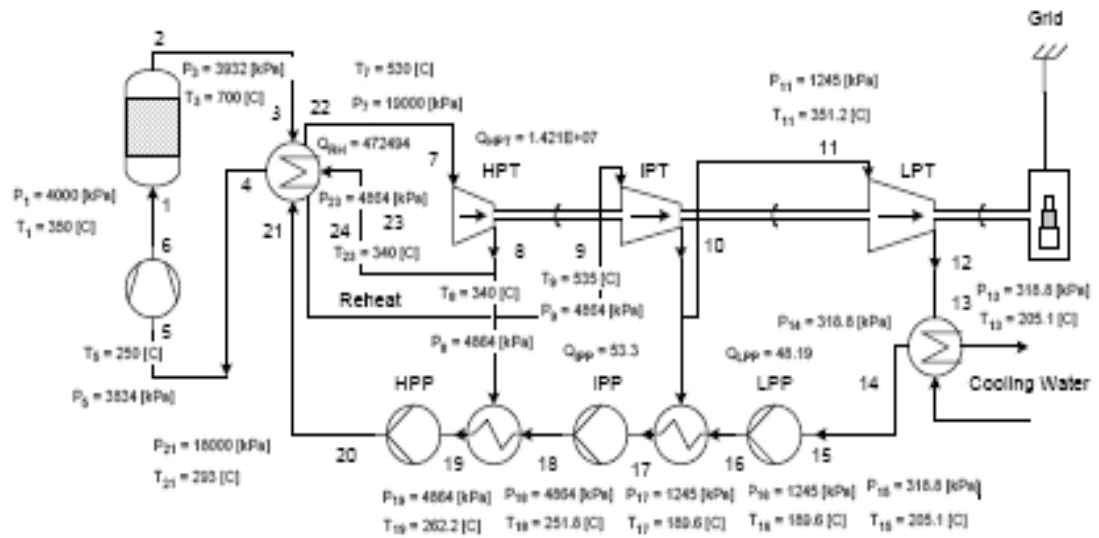 Grid
2
P3 = 3932 [kPa]
T3 = 700 [C]
3
22
T7 = 530 [C]
P7 = 19000 [kPa]
P11 = 1245 [kPa]
T11 = 351.2 [C]
QRH = 472494
QHPT = 1.421E+07
7
HPT
IPT
11
LPT
4
P1 = 4000 [kPa]
T1 = 350 [C]
1
P23 = 4864 [kPa]
21
24
23
T23 = 340 [C]
6
8
9
10
12
T9 = 535 [C]
P9 = 4864 [kPa]
T8 = 340 [C]
Reheat
P8 = 4864 [kPa]
13
P13 = 318.8 [kPa]
T13 = 205.1 [C]
P14 = 318.8 [kPa]
5
T5 = 250 [C]
P5 = 3834 [kPa]
QIPP = 53.3
QLPP = 48.19
HPP
IPP
LPP
14
Cooling Water
P21 = 18000 [kPa]
T21 = 293 [C]
20
19
18
17
16
15
P19 = 4864 [kPa]
T19 = 262.2 [C]
P18 = 4864 [kPa]
T18 = 251.8 [C]
P17 = 1245 [kPa]
T17 = 189.6 [C]
P16 = 1245 [kPa]
T16 = 189.6 [C]
P15 = 318.8 [kPa]
T15 = 205.1 [C]